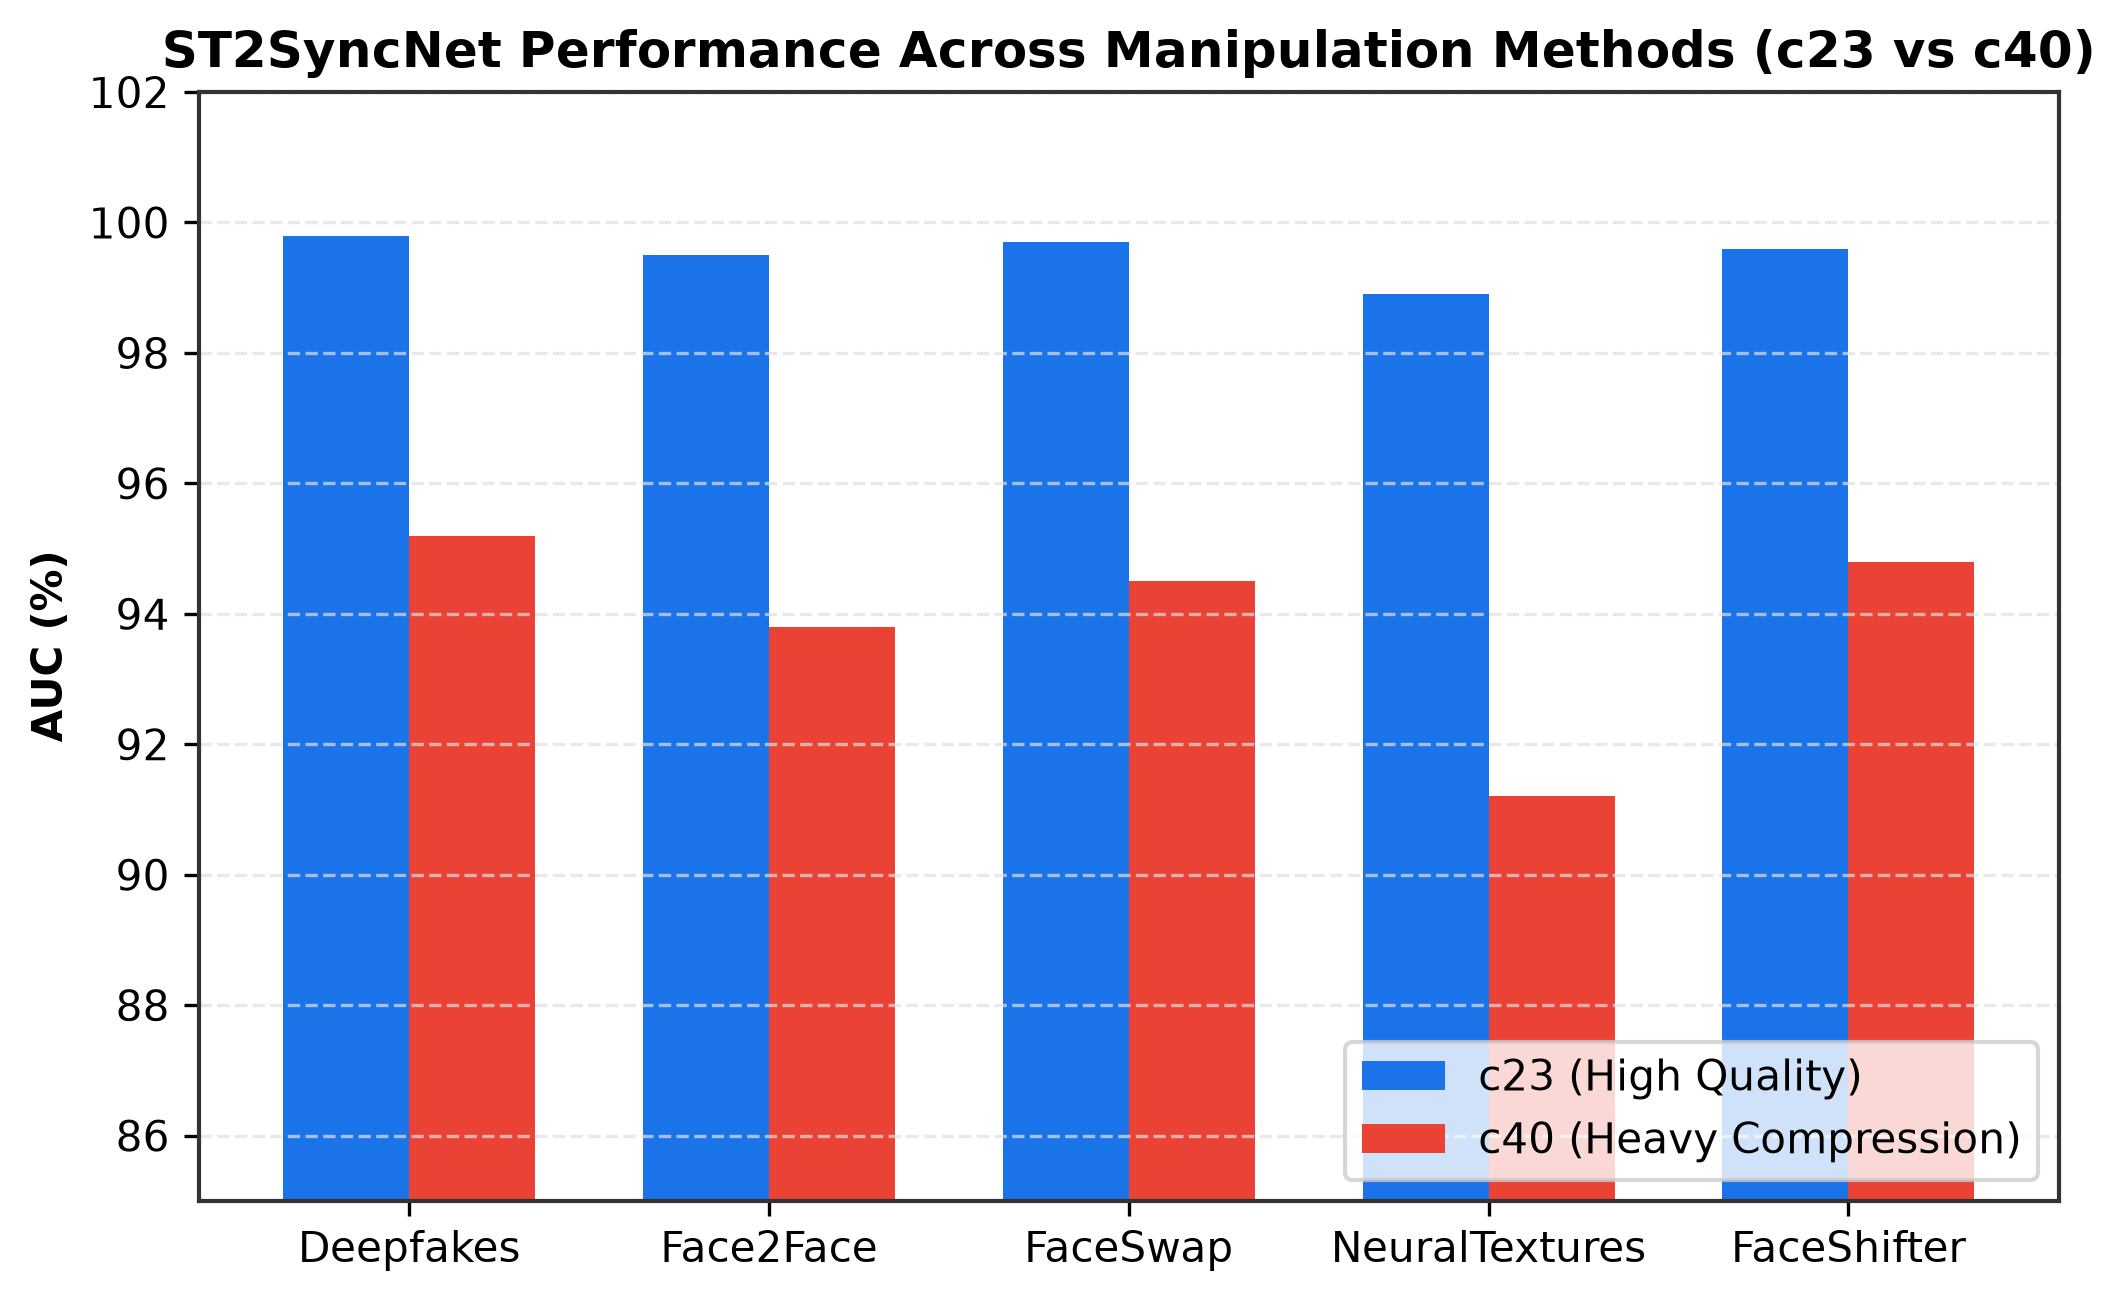 ST2SyncNet Performance Across Manipulation Methods (c23 vs c40)
102
100
98
96
94
92
90
88
86
AUC (%)
c23 (High Quality)
c40 (Heavy Compression)
Deepfakes
Face2Face
FaceSwap
NeuralTextures
FaceShifter